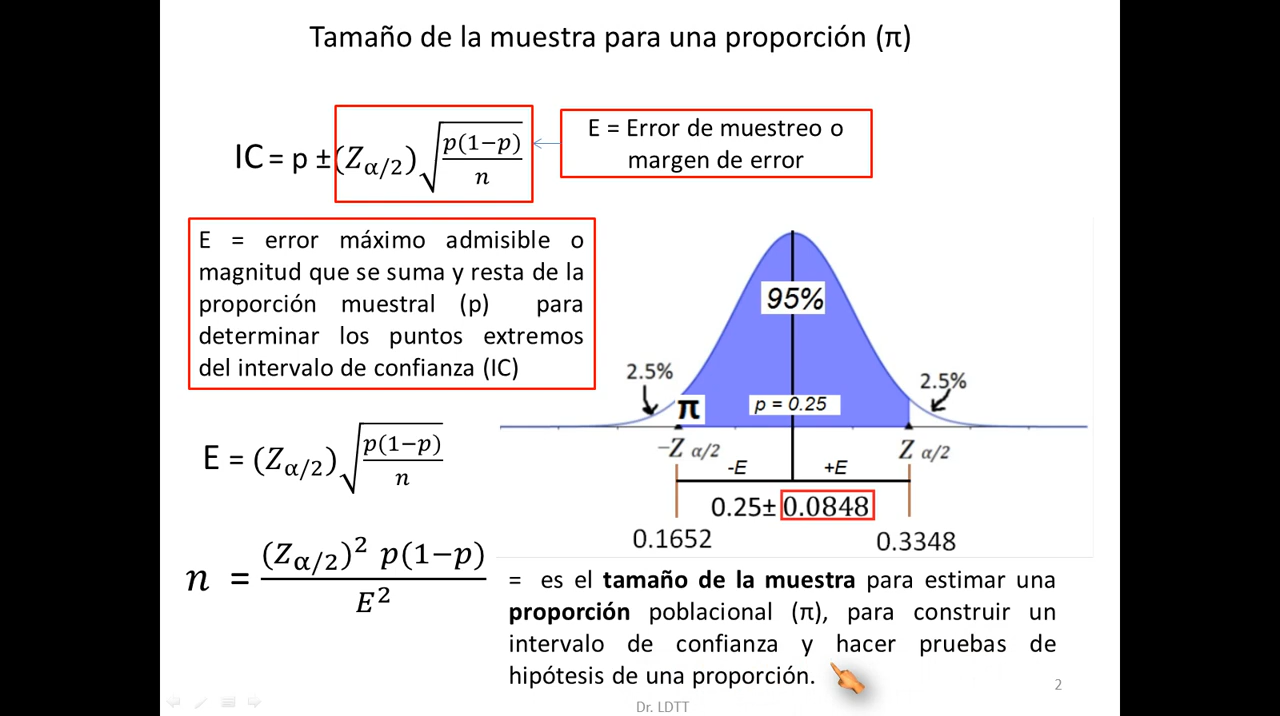 Tamaño de la muestra para una proporción (π)
IC = p ± (Z_{α/2}) √(p(1−p)/n)
E = Error de muestreo o
margen de error
E = error máximo admisible o
magnitud que se suma y resta de la
proporción muestral (p) para
determinar los puntos extremos
del intervalo de confianza (IC)
95%
2.5%
2.5%
π
p = 0.25
−Z α/2
Z α/2
-E
+E
0.25± 0.0848
0.1652
0.3348
E = (Z_{α/2}) √(p(1−p)/n)
n = (Z_{α/2})² p(1−p) / E²
= es el tamaño de la muestra para estimar una
proporción poblacional (π), para construir un
intervalo de confianza y hacer pruebas de
hipótesis de una proporción.
2
Dr. LDTT